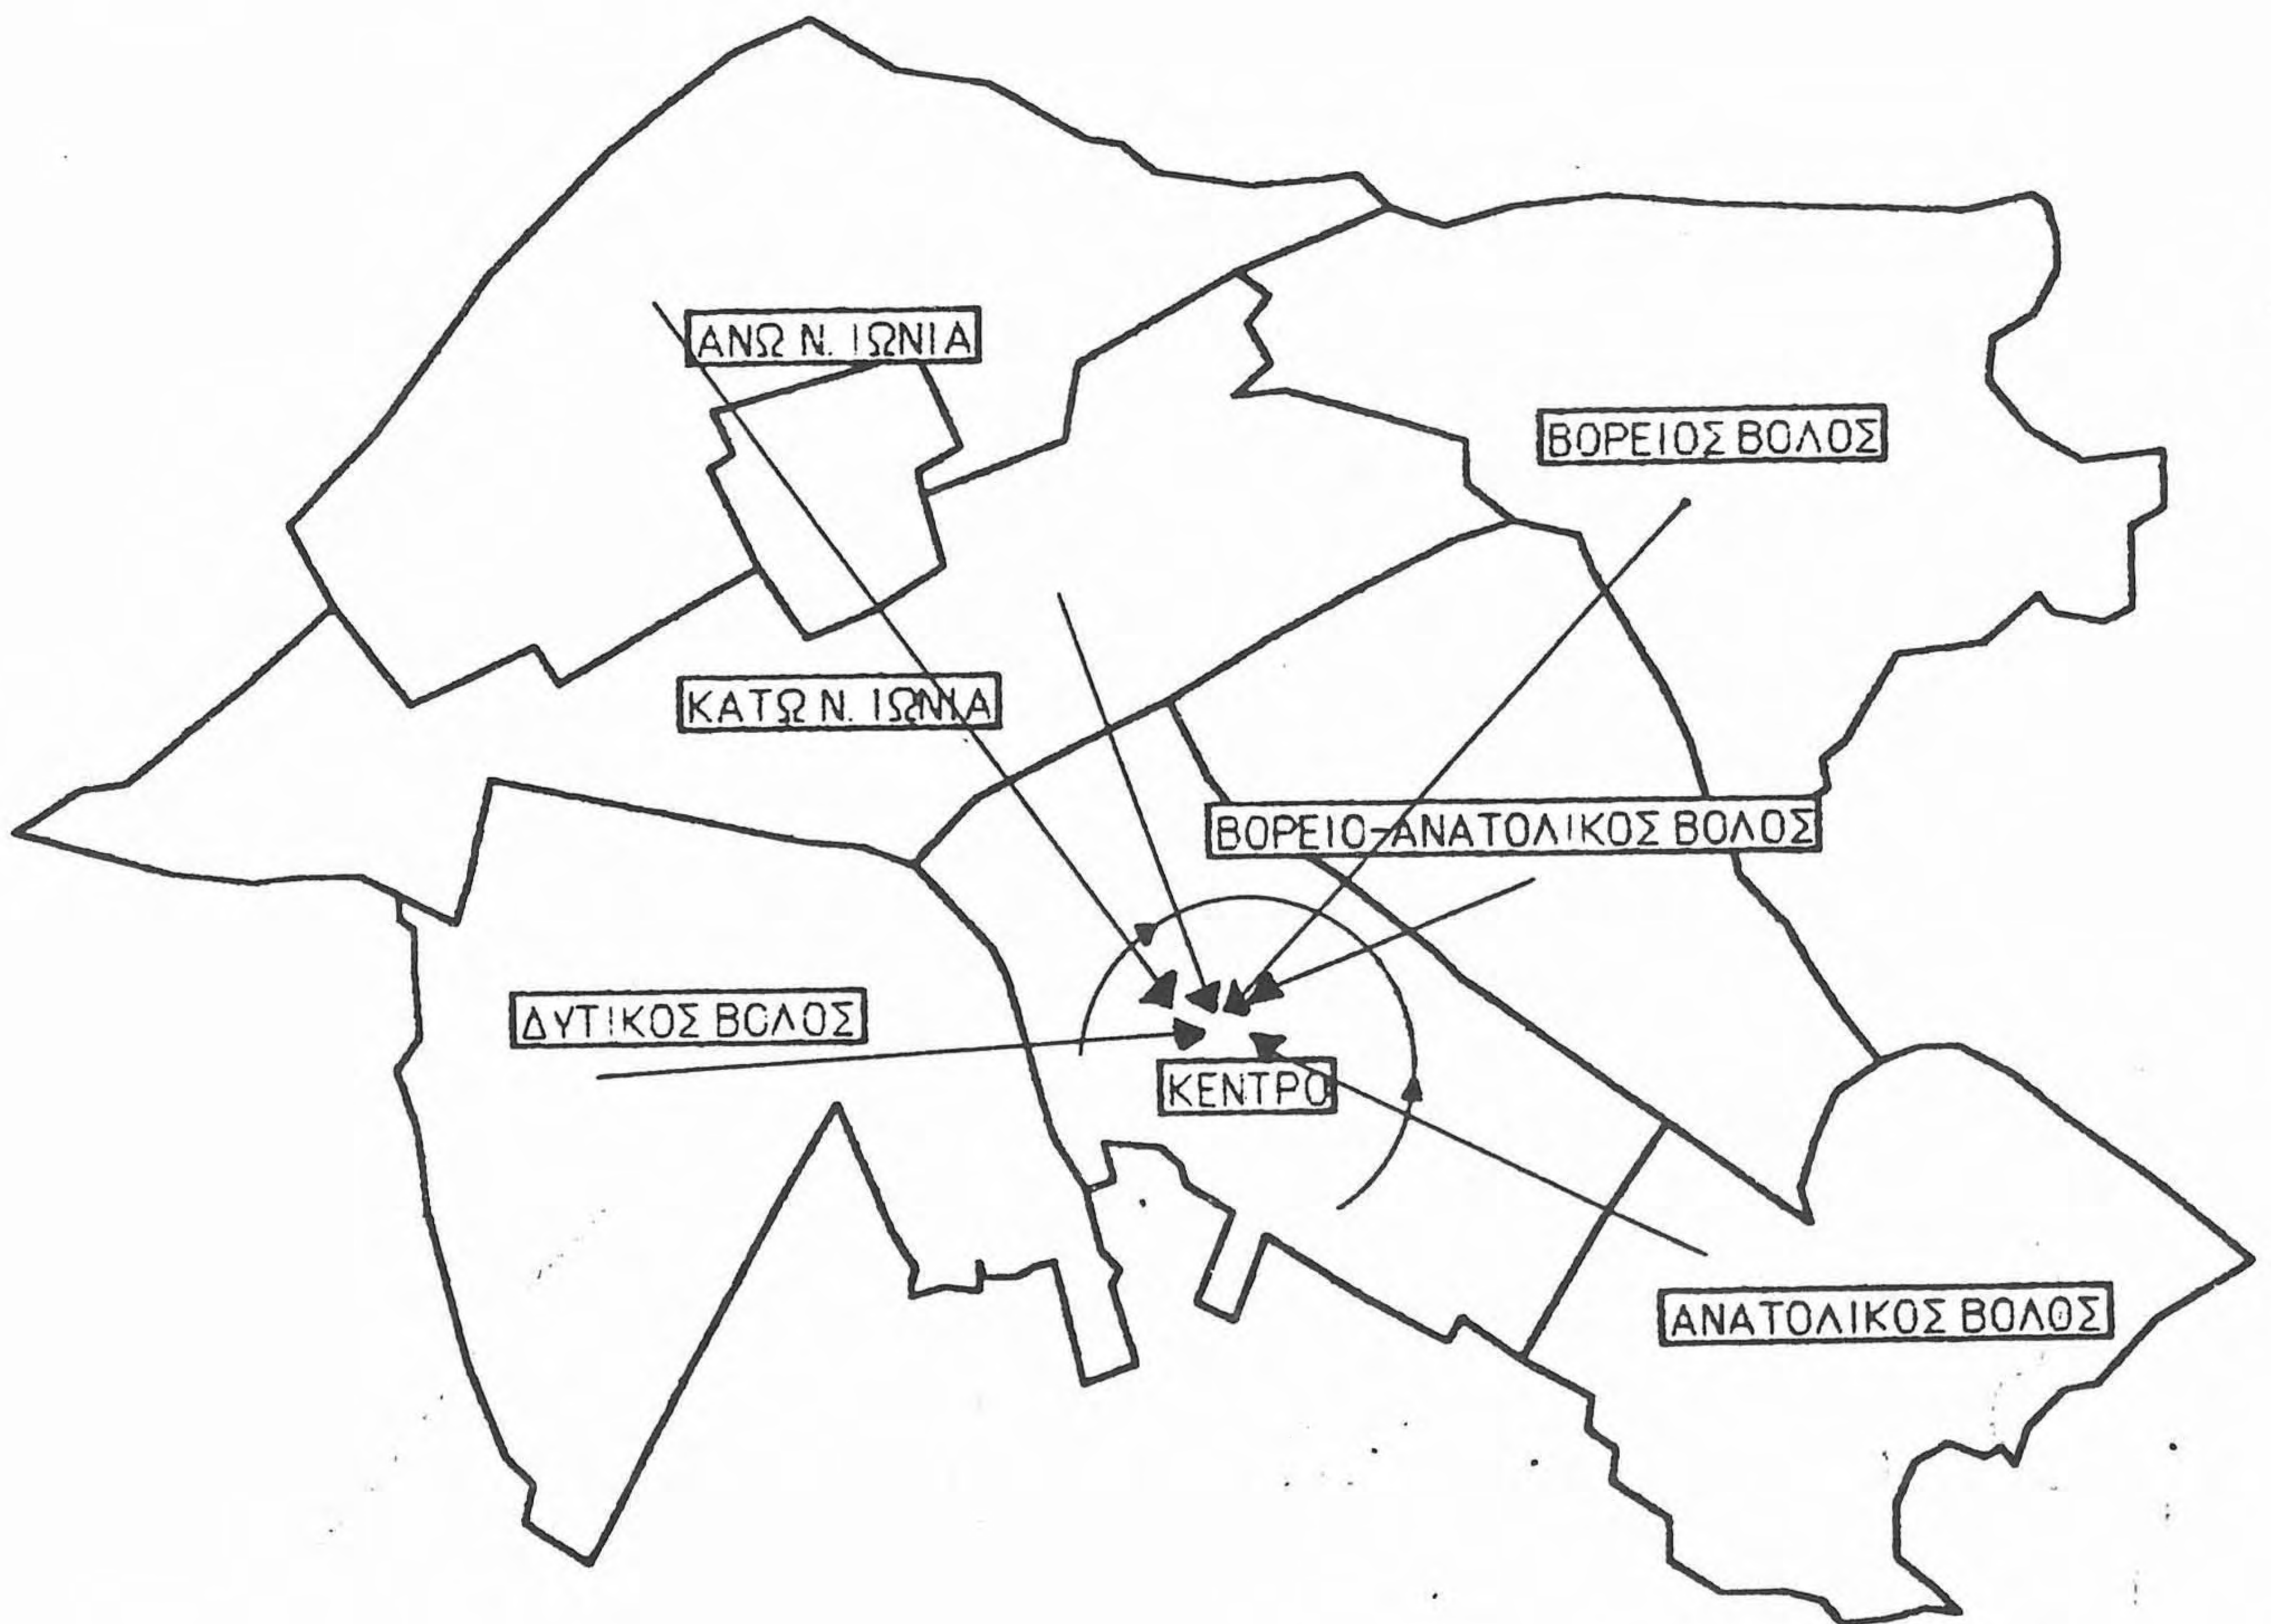 ΑΝΩ Ν. ΙΩΝΙΑ
ΒΟΡΕΙΟΣ ΒΟΛΟΣ
ΚΑΤΩ Ν. ΙΩΝΙΑ
ΒΟΡΕΙΟ-ΑΝΑΤΟΛΙΚΟΣ ΒΟΛΟΣ
ΔΥΤΙΚΟΣ ΒΟΛΟΣ
ΚΕΝΤΡΟ
ΑΝΑΤΟΛΙΚΟΣ ΒΟΛΟΣ